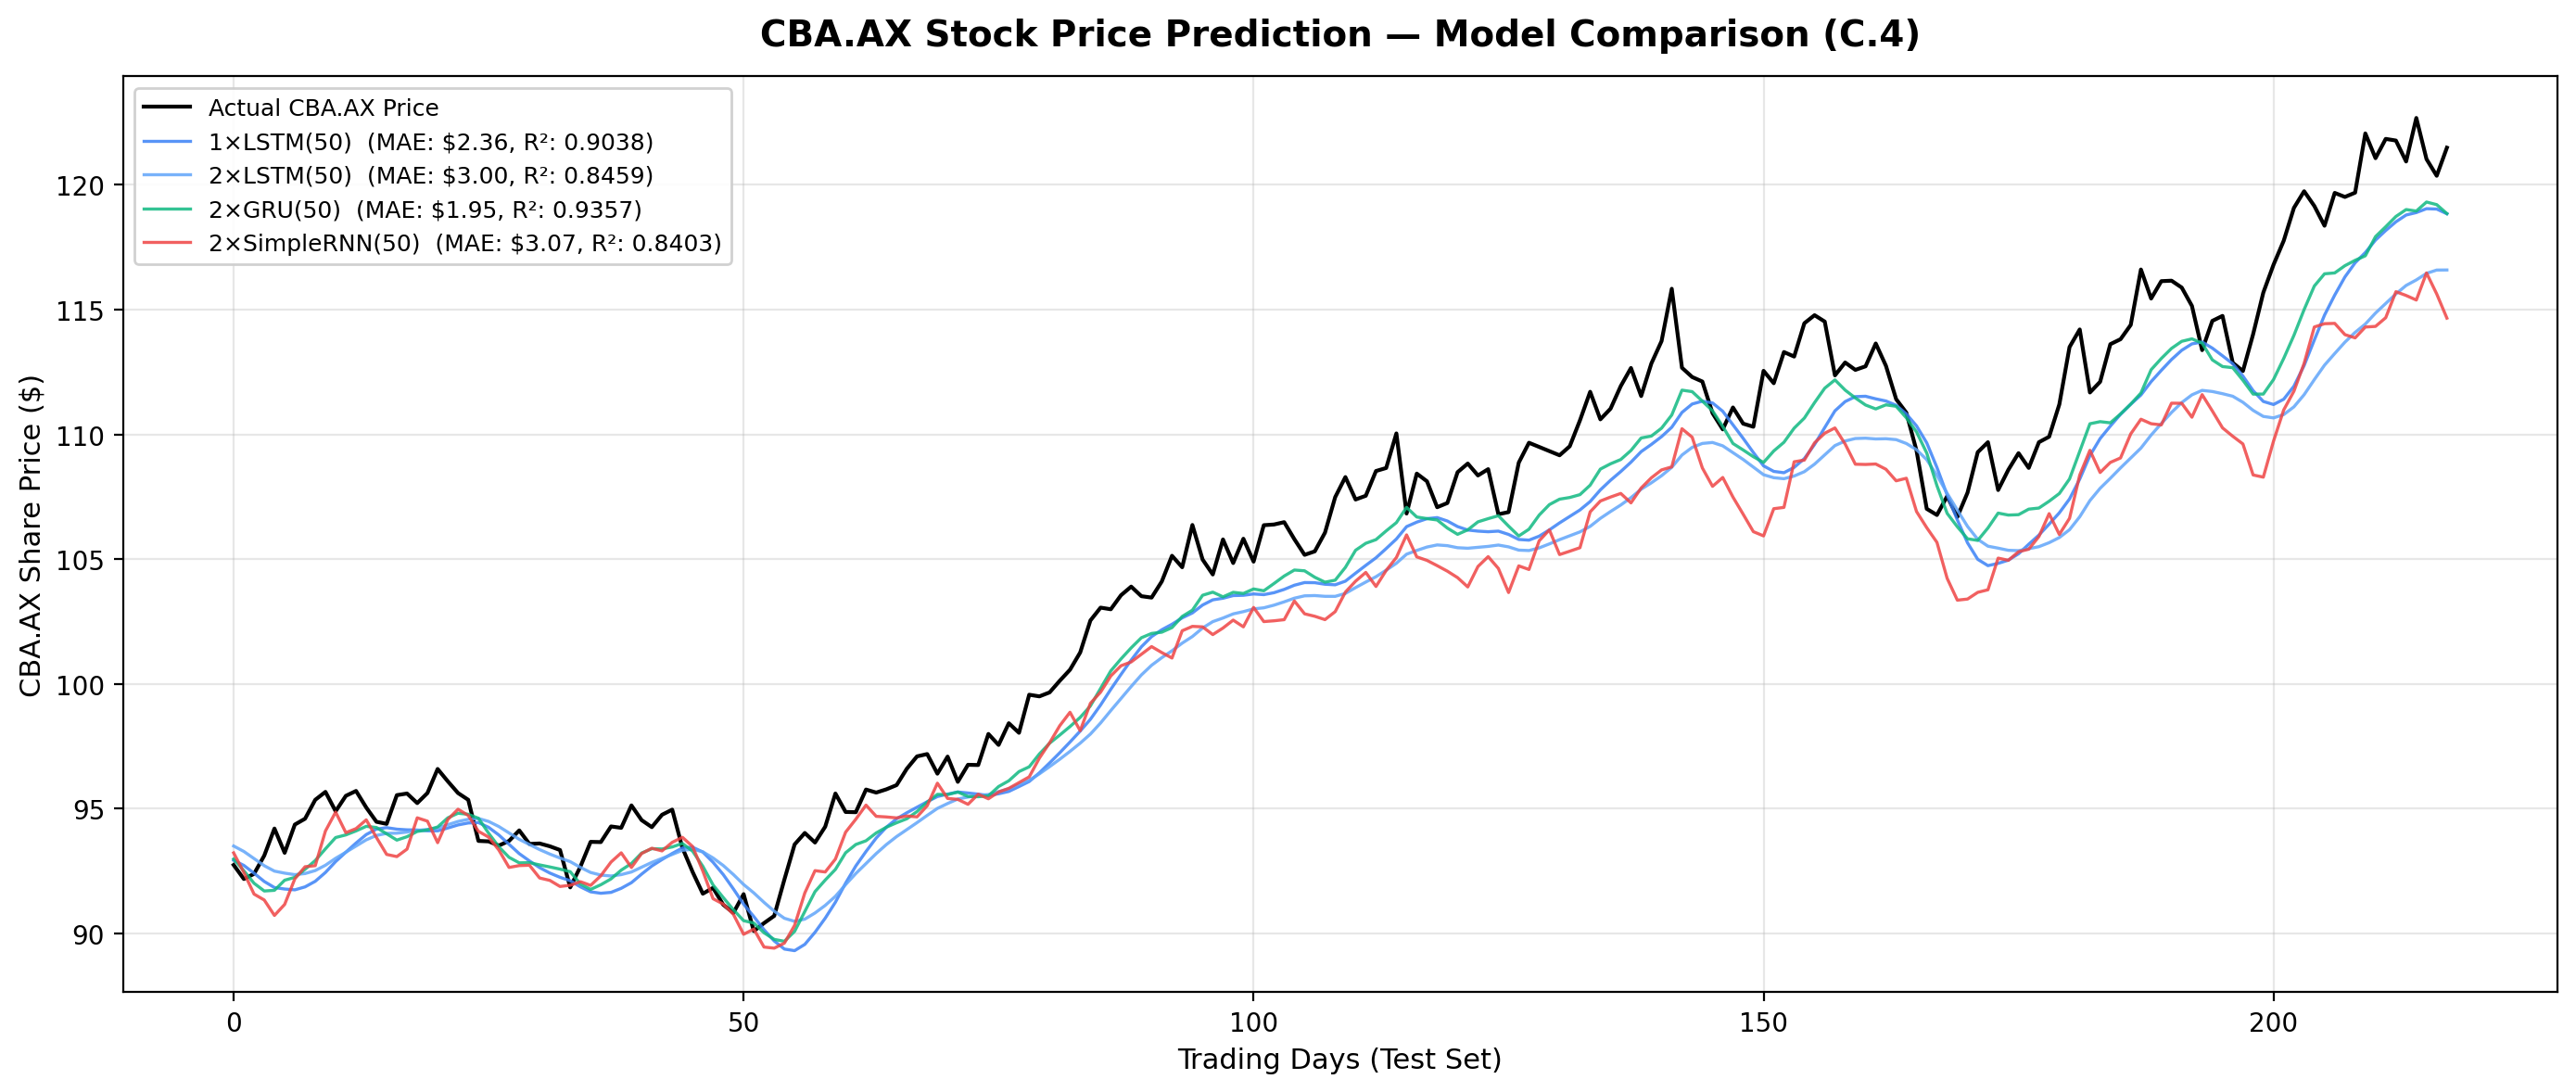 CBA.AX Stock Price Prediction — Model Comparison (C.4)
Actual CBA.AX Price
1×LSTM(50)  (MAE: $2.36, R²: 0.9038)
2×LSTM(50)  (MAE: $3.00, R²: 0.8459)
2×GRU(50)  (MAE: $1.95, R²: 0.9357)
2×SimpleRNN(50)  (MAE: $3.07, R²: 0.8403)
CBA.AX Share Price ($)
120
115
110
105
100
95
90
0 50 100 150 200
Trading Days (Test Set)